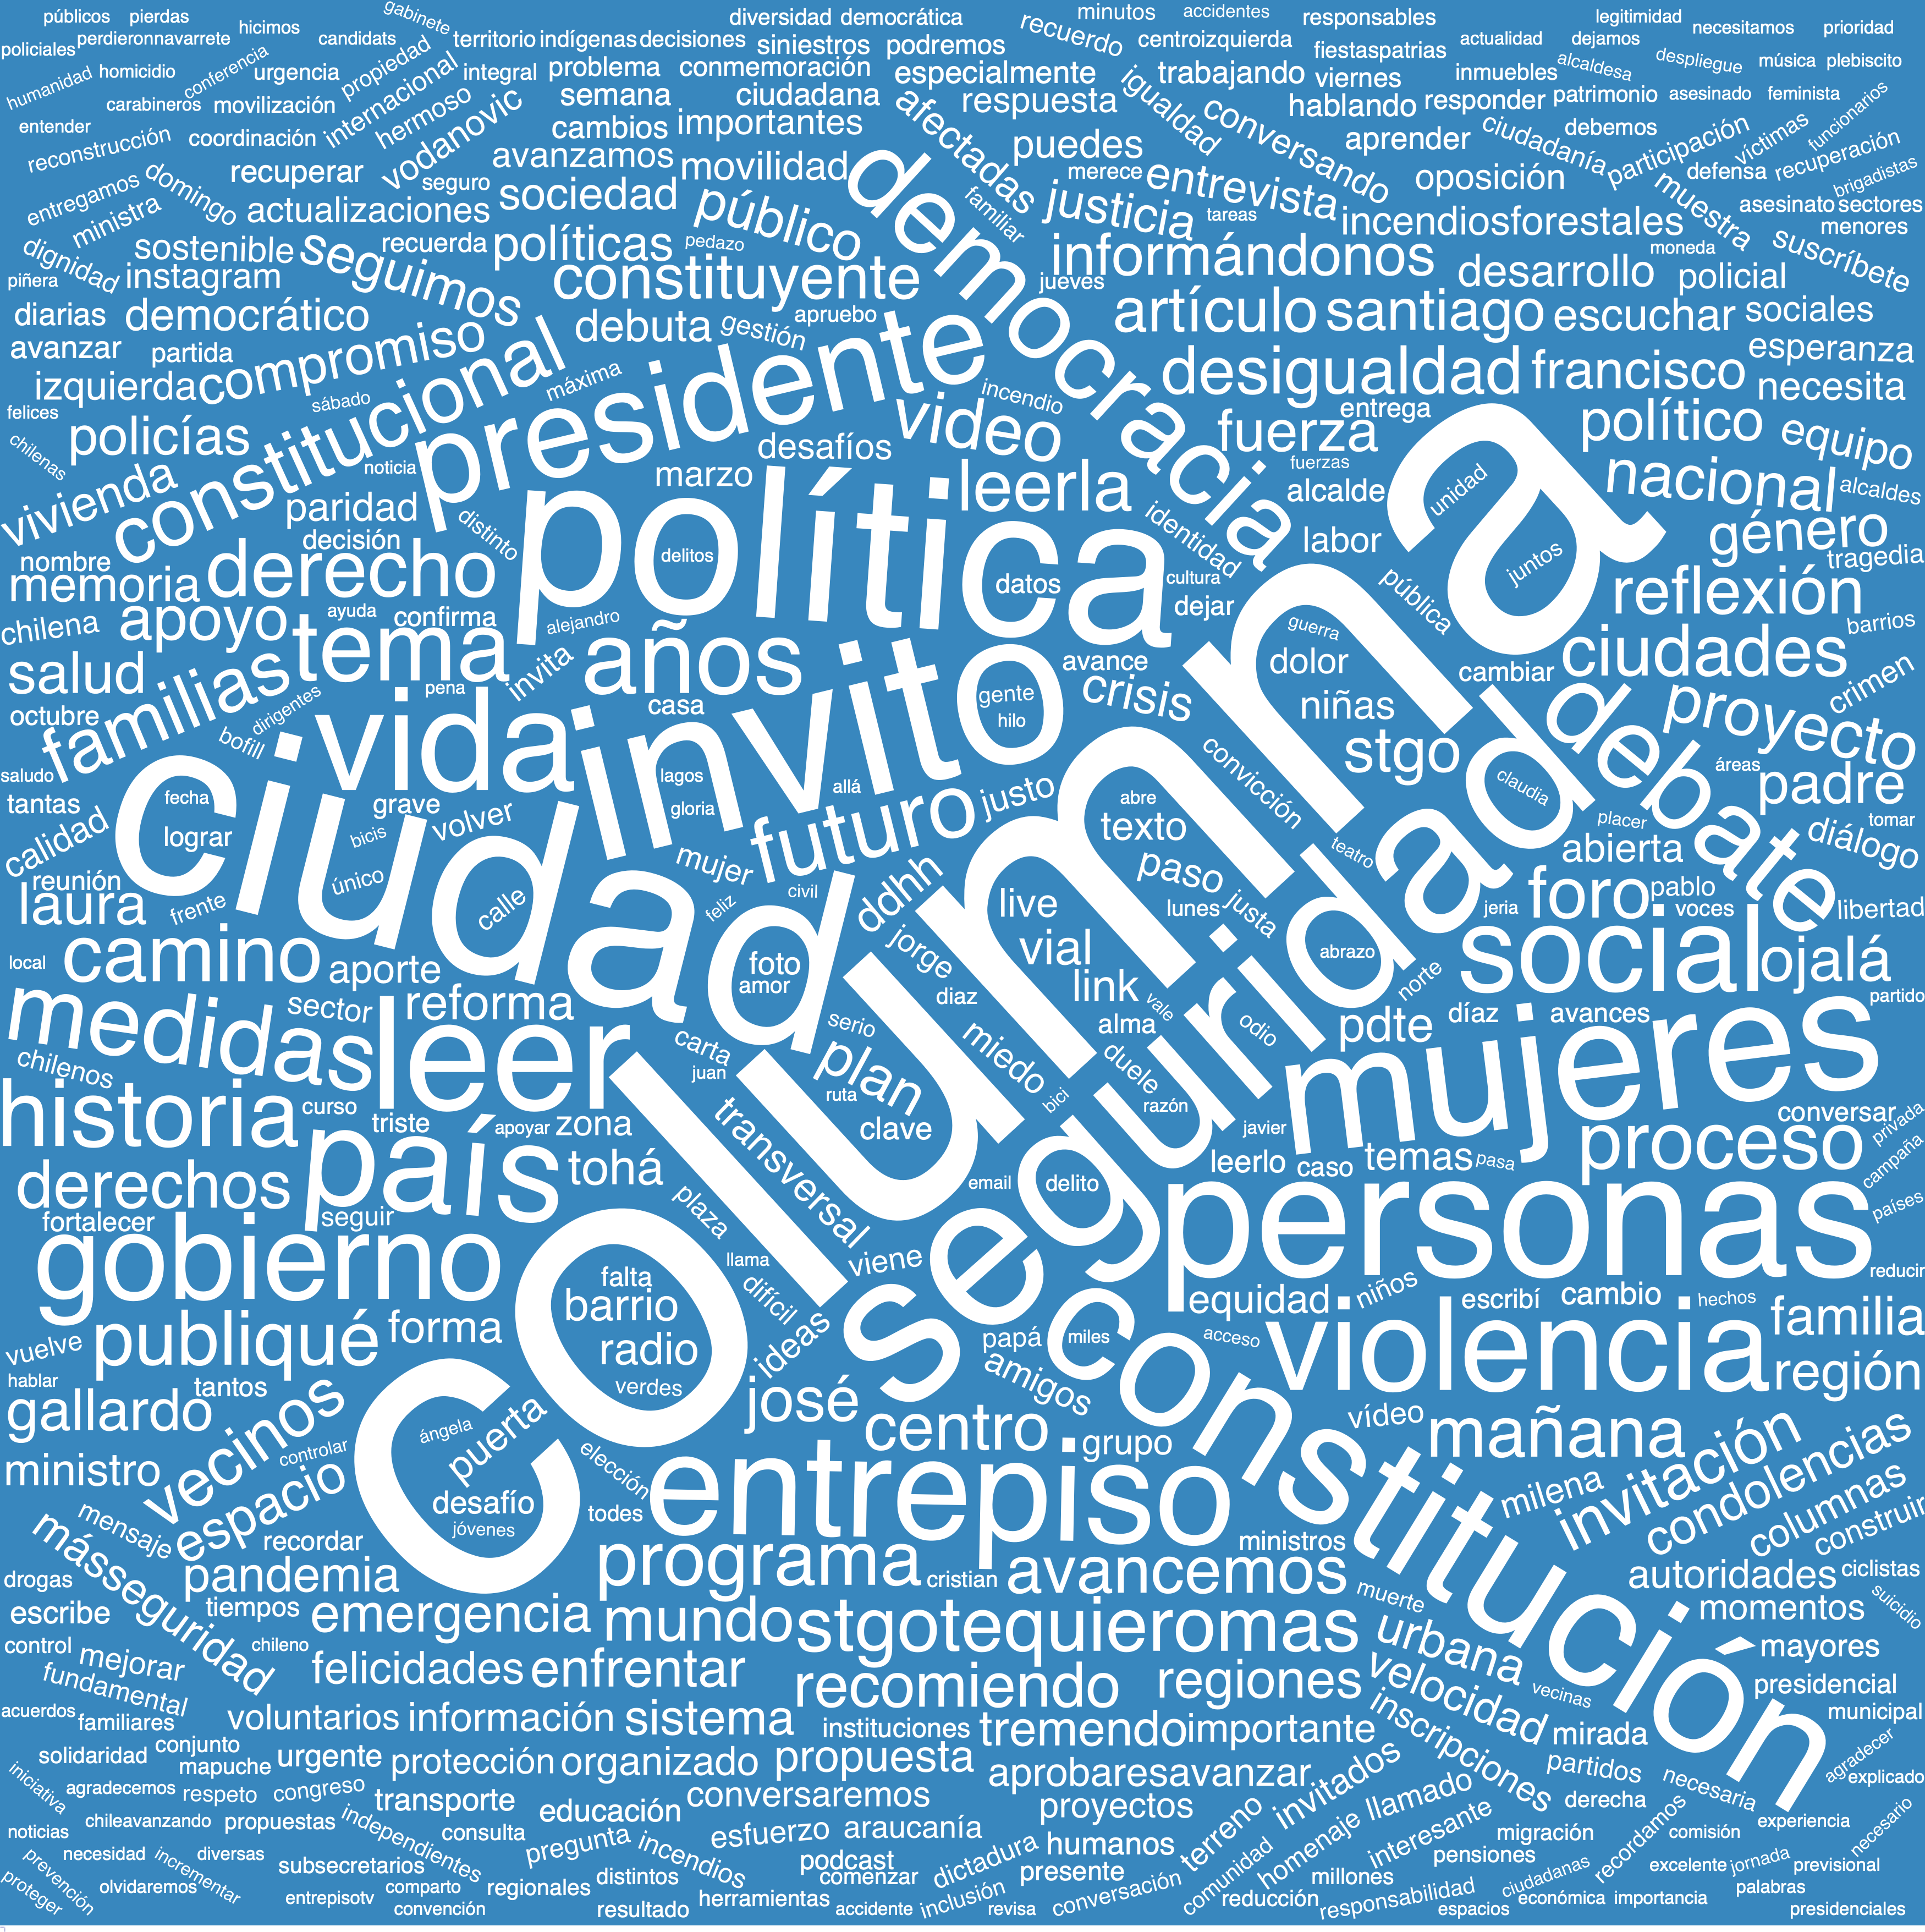 columna
ciudad
seguridad
política
constitución
invito
personas
mujeres
democracia
presidente
entrepiso
violencia
gobierno
país
leer
vida
social
debate
años
tema
constitucional
familias
derecho
medidas
historia
proceso
publiqué
programa
stgotequieromas
futuro
camino
desigualdad
ciudades
reflexión
proyecto
nacional
constituyente
informándonos
artículo
santiago
francisco
político
género
video
leerla
fuerza
público
políticas
seguimos
compromiso
policías
vivienda
memoria
apoyo
salud
laura
derechos
gallardo
vecinos
espacio
másseguridad
pandemia
emergencia
felicidades
enfrentar
mundo
avancemos
recomiendo
regiones
tremendo
importante
sistema
propuesta
aprobaresavanzar
urbana
velocidad
inscripciones
invitados
centro
josé
mañana
invitación
condolencias
columnas
autoridades
momentos
región
familia
padre
ojalá
foro
stgo
crisis
plan
ddhh
transversal
tohá
reforma
públicos
pierdas
hicimos
gabinete
diversidad
democrática
minutos
accidentes
responsables
legitimidad
necesitamos
prioridad
policiales
perdieronnavarrete
candidats
territorio
indígenas
decisiones
siniestros
podremos
recuerdo
centroizquierda
fiestaspatrias
actualidad
dejamos
humanidad
homicidio
conferencia
urgencia
propiedad
internacional
integral
problema
conmemoración
especialmente
igualdad
trabajando
viernes
inmuebles
alcaldesa
despliegue
música
plebiscito
carabineros
movilización
hermoso
semana
ciudadana
afectadas
respuesta
conversando
hablando
responder
patrimonio
asesinado
feminista
entender
reconstrucción
coordinación
vodanovic
cambios
importantes
puedes
aprender
ciudadanía
debemos
participación
víctimas
funcionarios
entregamos
domingo
recuperar
seguro
avanzamos
movilidad
familiar
merece
entrevista
oposición
defensa
recuperación
brigadistas
ministra
actualizaciones
sociedad
justicia
tareas
incendiosforestales
muestra
asesinato
sectores
menores
dignidad
sostenible
recuerda
pedazo
moneda
suscríbete
piñera
instagram
jueves
desarrollo
policial
diarias
democrático
debuta
gestión
apruebo
escuchar
sociales
avanzar
partida
esperanza
izquierda
máxima
incendio
necesita
felices
sábado
entrega
equipo
chilenas
noticia
desafíos
marzo
fuerzas
alcalde
unidad
alcaldes
paridad
distinto
identidad
labor
juntos
tragedia
nombre
decisión
delitos
datos
cultura
dejar
pública
chilena
ayuda
confirma
alejandro
guerra
barrios
avance
dolor
cambiar
invita
pena
casa
gente
hilo
niñas
crimen
octubre
dirigentes
bofill
convicción
claudia
áreas
saludo
tantas
fecha
grave
lagos
gloria
allá
justo
abre
texto
placer
tomar
calidad
lograr
bicis
volver
mujer
teatro
abierta
diálogo
reunión
único
frente
calle
feliz
civil
live
paso
lunes
justa
jeria
pablo
voces
libertad
local
aporte
foto
amor
jorge
diaz
vial
link
vale
abrazo
norte
partido
sector
serio
miedo
alma
odio
pdte
díaz
avances
chilenos
carta
juan
ruta
clave
bici
duele
razón
javier
conversar
privada
curso
triste
apoyar
zona
email
delito
leerlo
caso
temas
pasa
campaña
países
fortalecer
seguir
plaza
llama
difícil
viene
reducir
falta
barrio
radio
verdes
ideas
papá
amigos
miles
acceso
equidad
niños
escribí
cambio
hechos
forma
vuelve
hablar
tantos
vídeo
ministro
controlar
ángela
puerta
desafío
jóvenes
elección
todes
grupo
milena
construir
mensaje
recordar
ministros
ciclistas
drogas
tiempos
cristian
muerte
suicidio
escribe
control
mejorar
chileno
mayores
fundamental
vecinas
presidencial
municipal
acuerdos
familiares
voluntarios
información
instituciones
mirada
agradecer
solidaridad
conjunto
mapuche
urgente
protección
organizado
partidos
necesaria
explicado
iniciativa
agradecemos
respeto
congreso
transporte
educación
conversaremos
proyectos
terreno
llamado
derecha
experiencia
noticias
chileavanzando
propuestas
independientes
consulta
pregunta
esfuerzo
araucanía
humanos
homenaje
interesante
migración
recordamos
comisión
necesario
necesidad
incrementar
diversas
subsecretarios
incendios
podcast
dictadura
presente
comunidad
pensiones
excelente
jornada
previsional
prevención
proteger
olvidaremos
entrepisotv
comparto
convención
regionales
distintos
resultado
herramientas
comenzar
accidente
inclusión
revisa
conversación
reducción
millones
responsabilidad
ciudadanas
espacios
económica
importancia
palabras
presidenciales